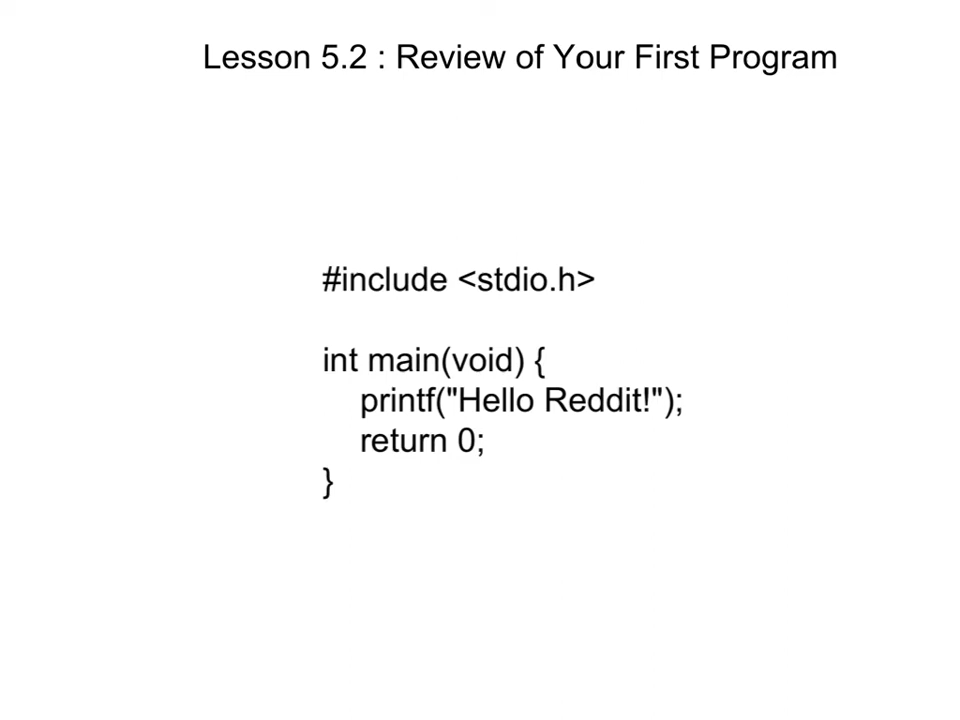 Lesson 5.2 : Review of Your First Program
#include <stdio.h>
int main(void) {
printf("Hello Reddit!");
return 0;
}